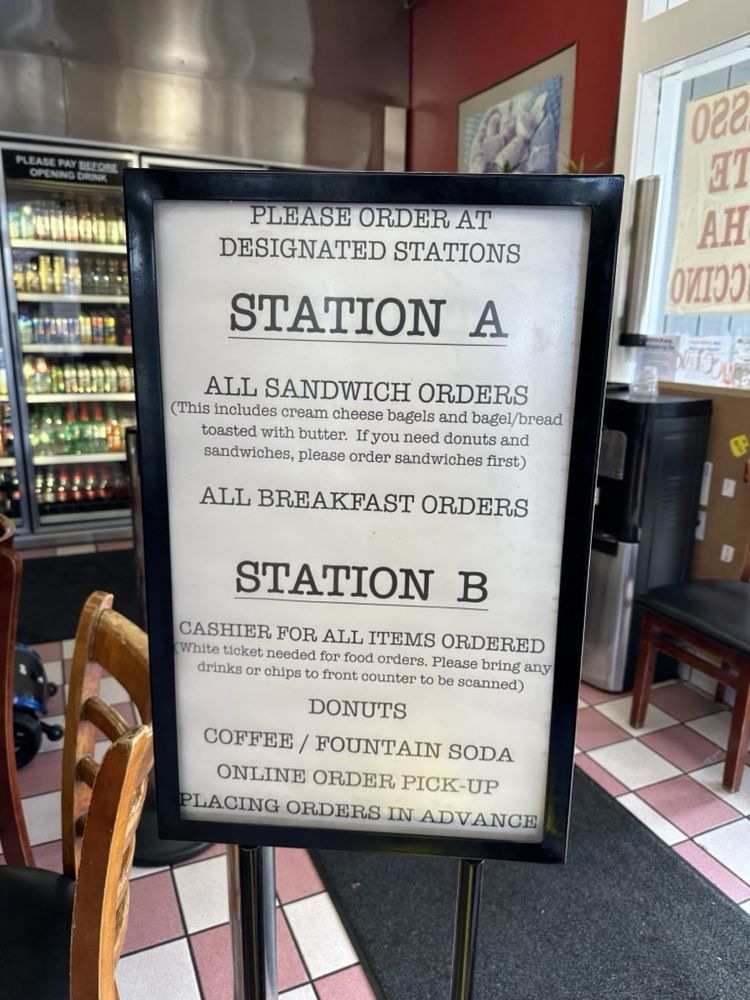 PLEASE PAY BEFORE
OPENING DRINK
PLEASE ORDER AT
DESIGNATED STATIONS
STATION A
ALL SANDWICH ORDERS
(This includes cream cheese bagels and bagel/bread
toasted with butter. If you need donuts and
sandwiches, please order sandwiches first)
ALL BREAKFAST ORDERS
STATION B
CASHIER FOR ALL ITEMS ORDERED
(White ticket needed for food orders. Please bring any
drinks or chips to front counter to be scanned)
DONUTS
COFFEE / FOUNTAIN SODA
ONLINE ORDER PICK-UP
PLACING ORDERS IN ADVANCE